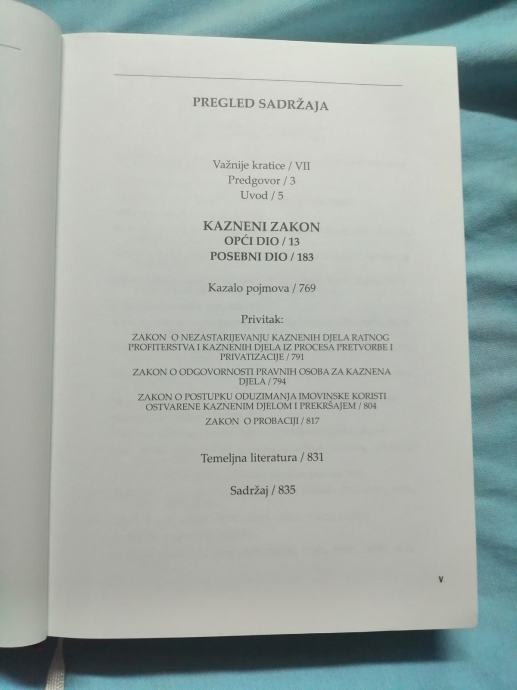 PREGLED SADRŽAJA
Važnije kratice / VII
Predgovor / 3
Uvod / 5
KAZNENI ZAKON
OPĆI DIO / 13
POSEBNI DIO / 183
Kazalo pojmova / 769
Privitak:
ZAKON O NEZASTARIJEVANJU KAZNENIH DJELA RATNOG
PROFITERSTVA I KAZNENIH DJELA IZ PROCESA PRETVORBE I
PRIVATIZACIJE / 791
ZAKON O ODGOVORNOSTI PRAVNIH OSOBA ZA KAZNENA
DJELA / 794
ZAKON O POSTUPKU ODUZIMANJA IMOVINSKE KORISTI
OSTVARENE KAZNENIM DJELOM I PREKRŠAJEM / 804
ZAKON O PROBACIJI / 817
Temeljna literatura / 831
Sadržaj / 835
V